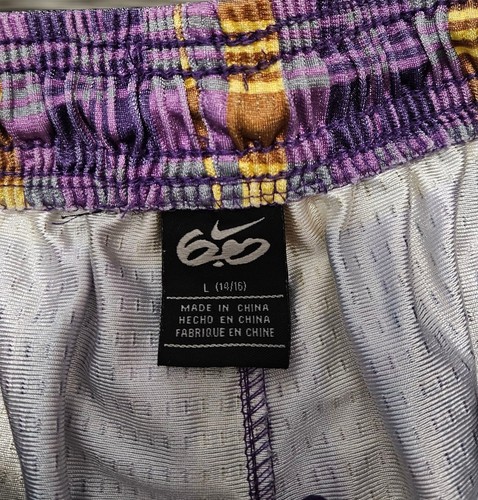 6.0
L (14/16)
MADE IN CHINA
HECHO EN CHINA
FABRIQUE EN CHINE